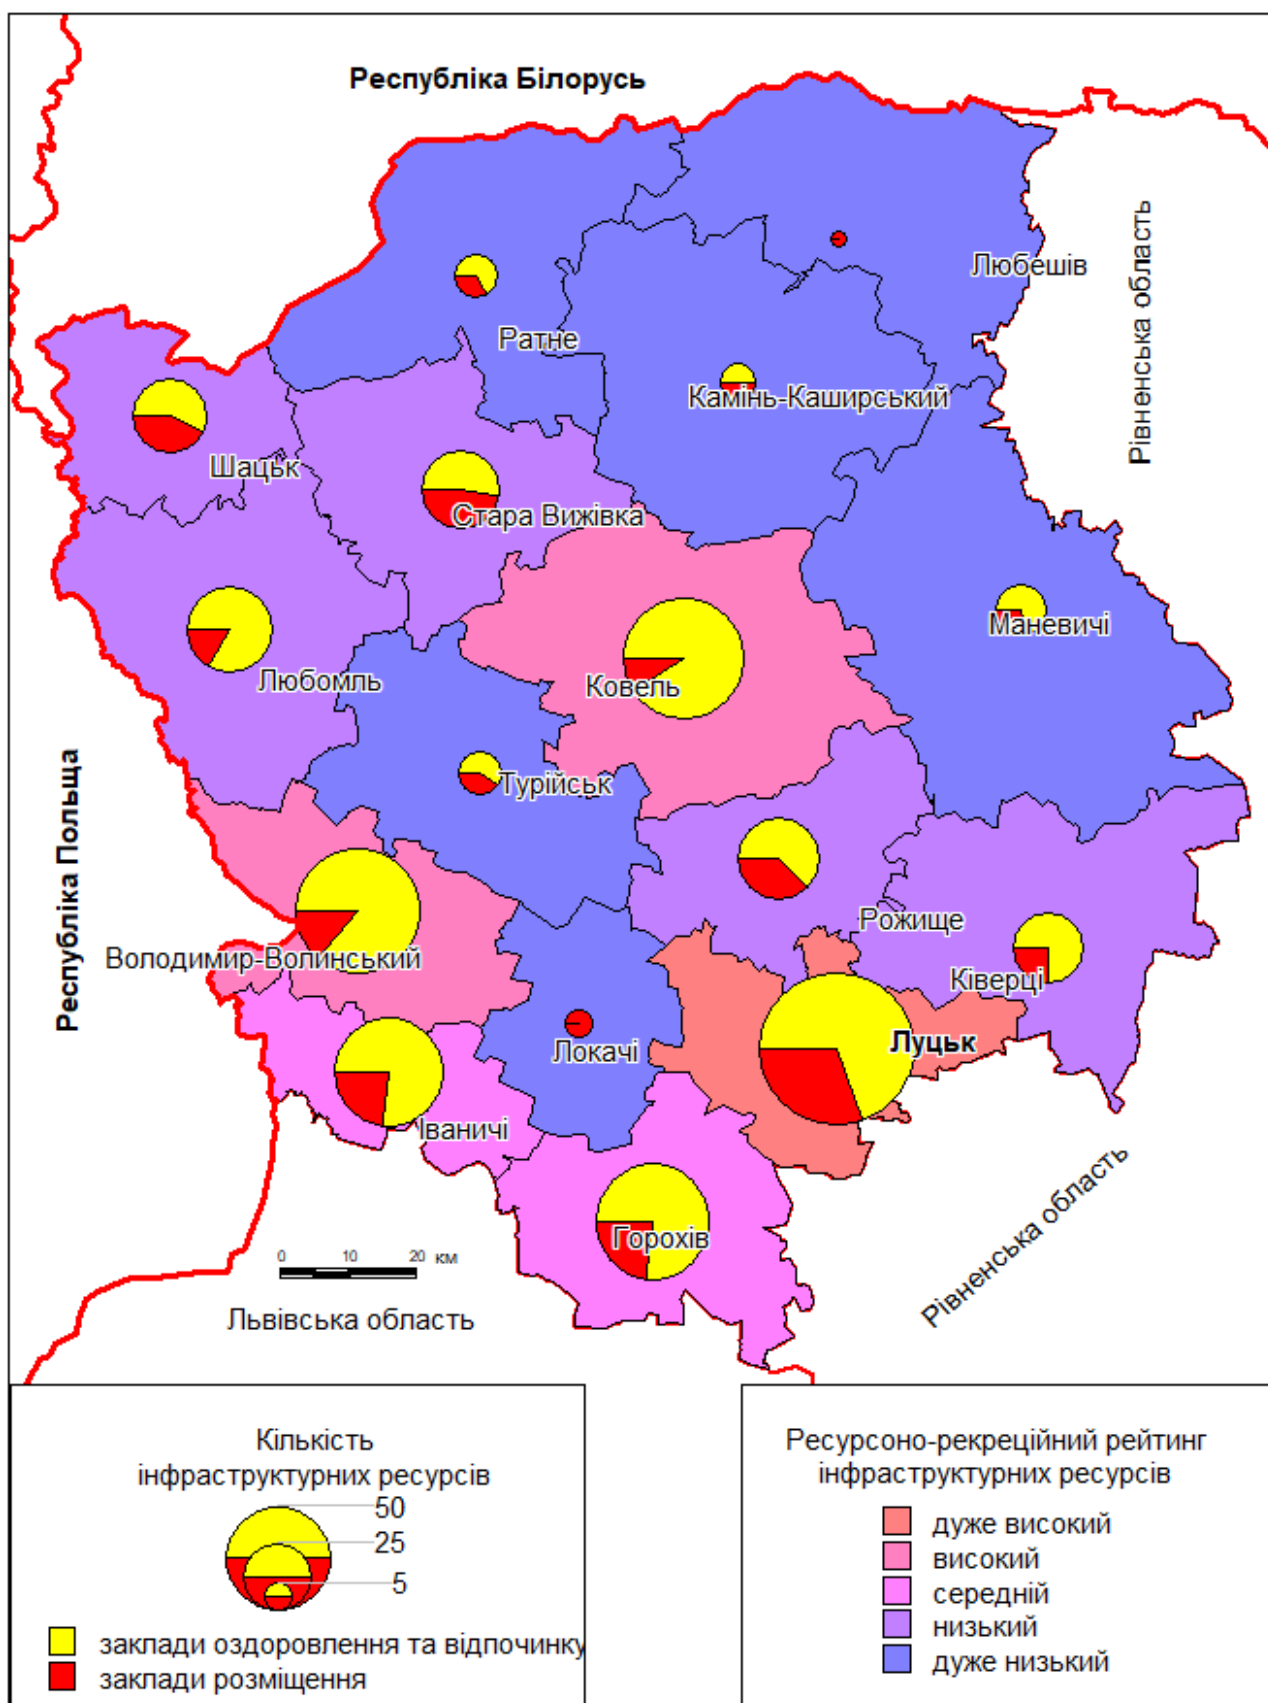 Республіка Білорусь
Рівненська область
Любешів
Ратне
Камінь-Каширський
Шацьк
Стара Вижівка
Маневичі
Любомль
Ковель
Республіка Польща
Турійськ
Рожище
Володимир-Волинський
Ківерці
Луцьк
Локачі
Іваничі
Горохів
Рівненська область
0 10 20 км
Львівська область
Кількість
інфраструктурних ресурсів
50
25
5
заклади оздоровлення та відпочинку
заклади розміщення
Ресурсоно-рекреційний рейтинг
інфраструктурних ресурсів
дуже високий
високий
середній
низький
дуже низький